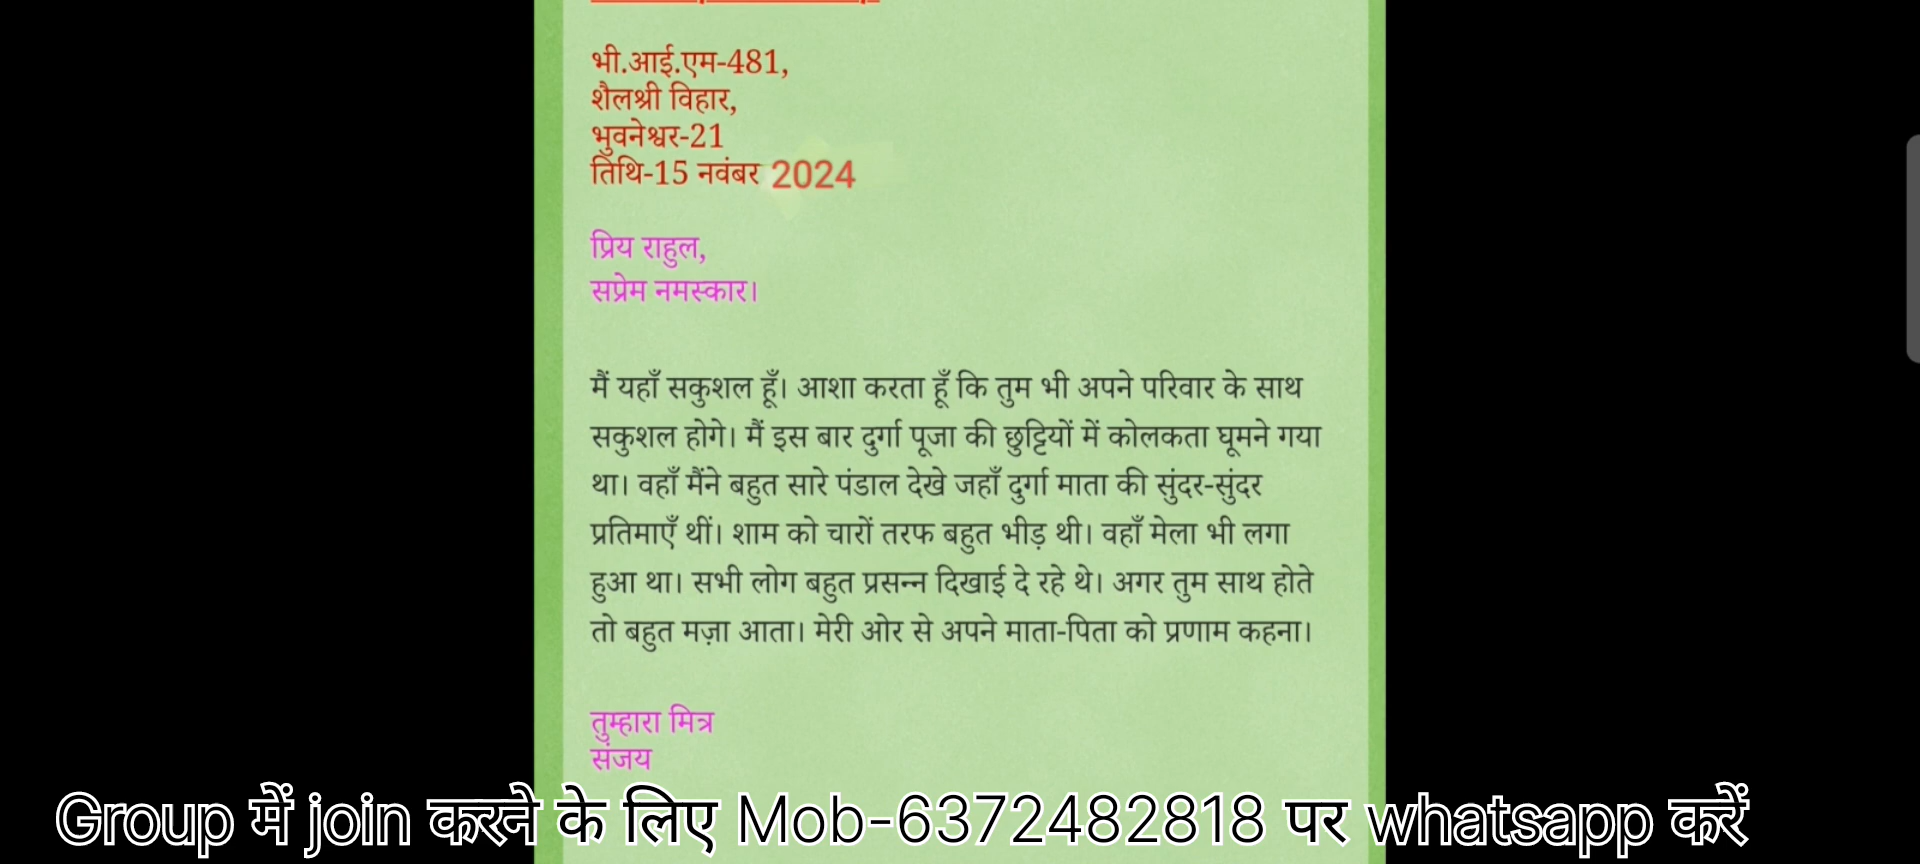 भी.आई.एम-481,
शैलश्री विहार,
भुवनेश्वर-21
तिथि-15 नवंबर 2024
प्रिय राहुल,
सप्रेम नमस्कार।
मैं यहाँ सकुशल हूँ। आशा करता हूँ कि तुम भी अपने परिवार के साथ
सकुशल होगे। मैं इस बार दुर्गा पूजा की छुट्टियों में कोलकता घूमने गया
था। वहाँ मैंने बहुत सारे पंडाल देखे जहाँ दुर्गा माता की सुंदर-सुंदर
प्रतिमाएँ थीं। शाम को चारों तरफ बहुत भीड़ थी। वहाँ मेला भी लगा
हुआ था। सभी लोग बहुत प्रसन्न दिखाई दे रहे थे। अगर तुम साथ होते
तो बहुत मज़ा आता। मेरी ओर से अपने माता-पिता को प्रणाम कहना।
तुम्हारा मित्र
संजय
Group में join करने के लिए Mob-6372482818 पर whatsapp करें